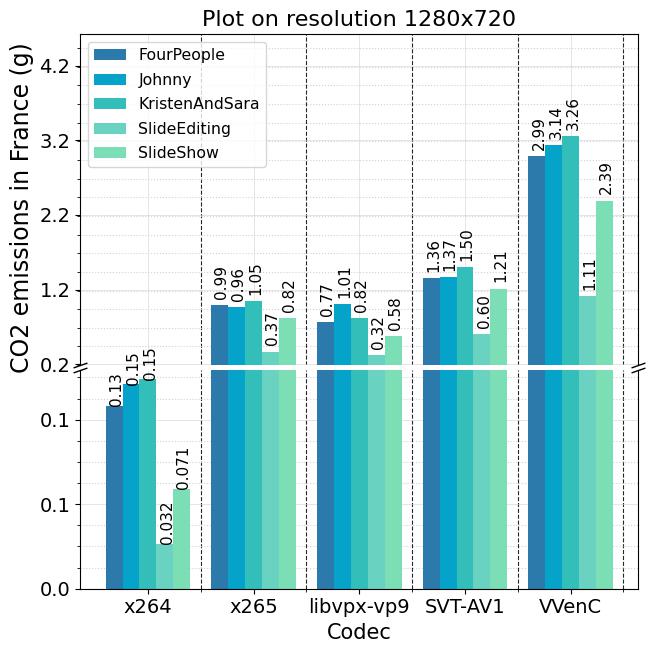 Plot on resolution 1280x720
CO2 emissions in France (g)
FourPeople
Johnny
KristenAndSara
SlideEditing
SlideShow
4.2
3.2
2.2
1.2
0.2
0.1
0.1
0.0
0.13
0.15
0.15
0.032
0.071
0.99
0.96
1.05
0.37
0.82
0.77
1.01
0.82
0.32
0.58
1.36
1.37
1.50
0.60
1.21
2.99
3.14
3.26
1.11
2.39
x264
x265
libvpx-vp9
SVT-AV1
VVenC
Codec